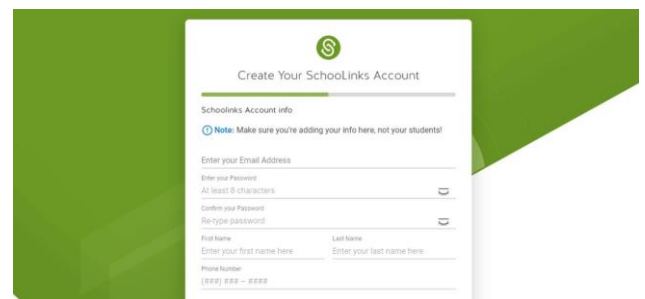 Create Your SchooLinks Account
Schoolinks Account info
Note: Make sure you're adding your info here, not your students!
Enter your Email Address
Enter your Password
At least 8 characters
Confirm your Password
Re-type password
First Name Last Name
Enter your first name here Enter your last name here
Phone Number
(###) ### – ####